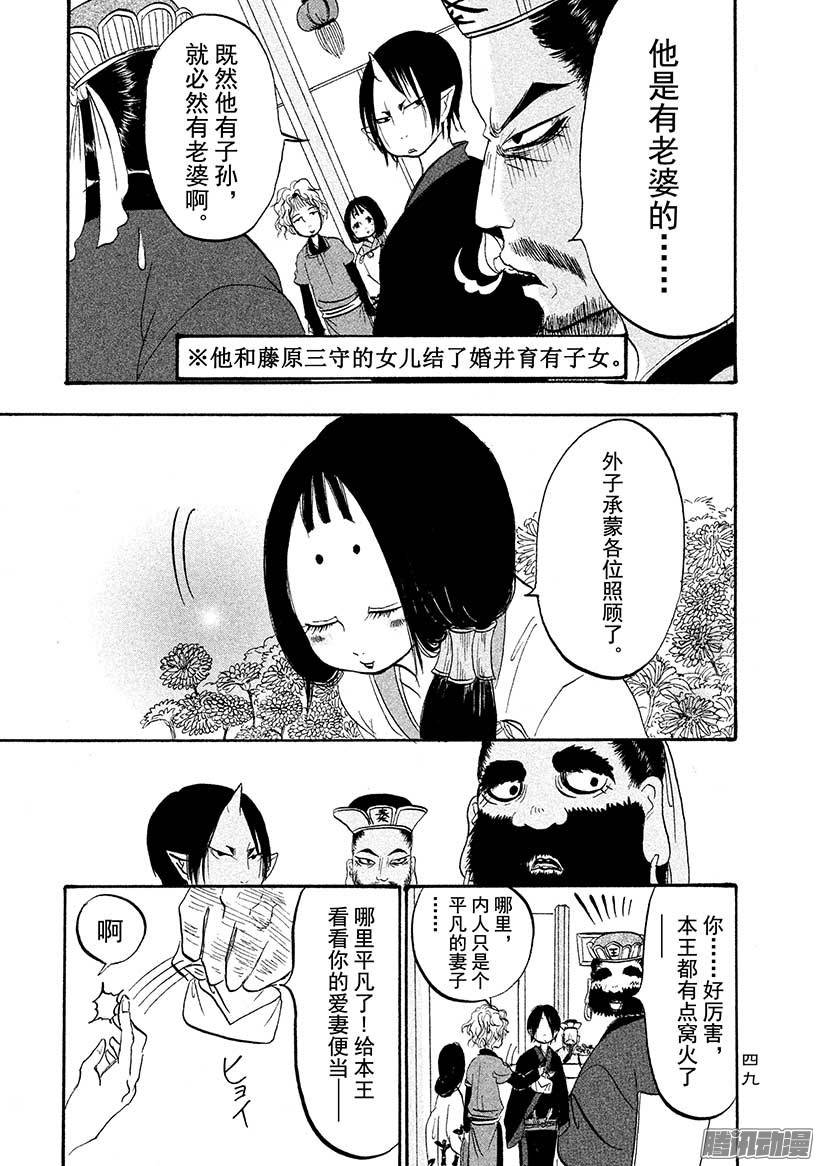 他是有老婆的……
既然他有子孙，
就必然有老婆啊。
※他和藤原三守的女儿结了婚并育有子女。
外子承蒙各位照顾了。
你……好厉害，
本王都有点窝火了
——
哪里，
内人只是个
平凡的妻子
……
哪里平凡了！给本王
看看你的爱妻便当——
啊
ヒョイ
四九
腾讯动漫